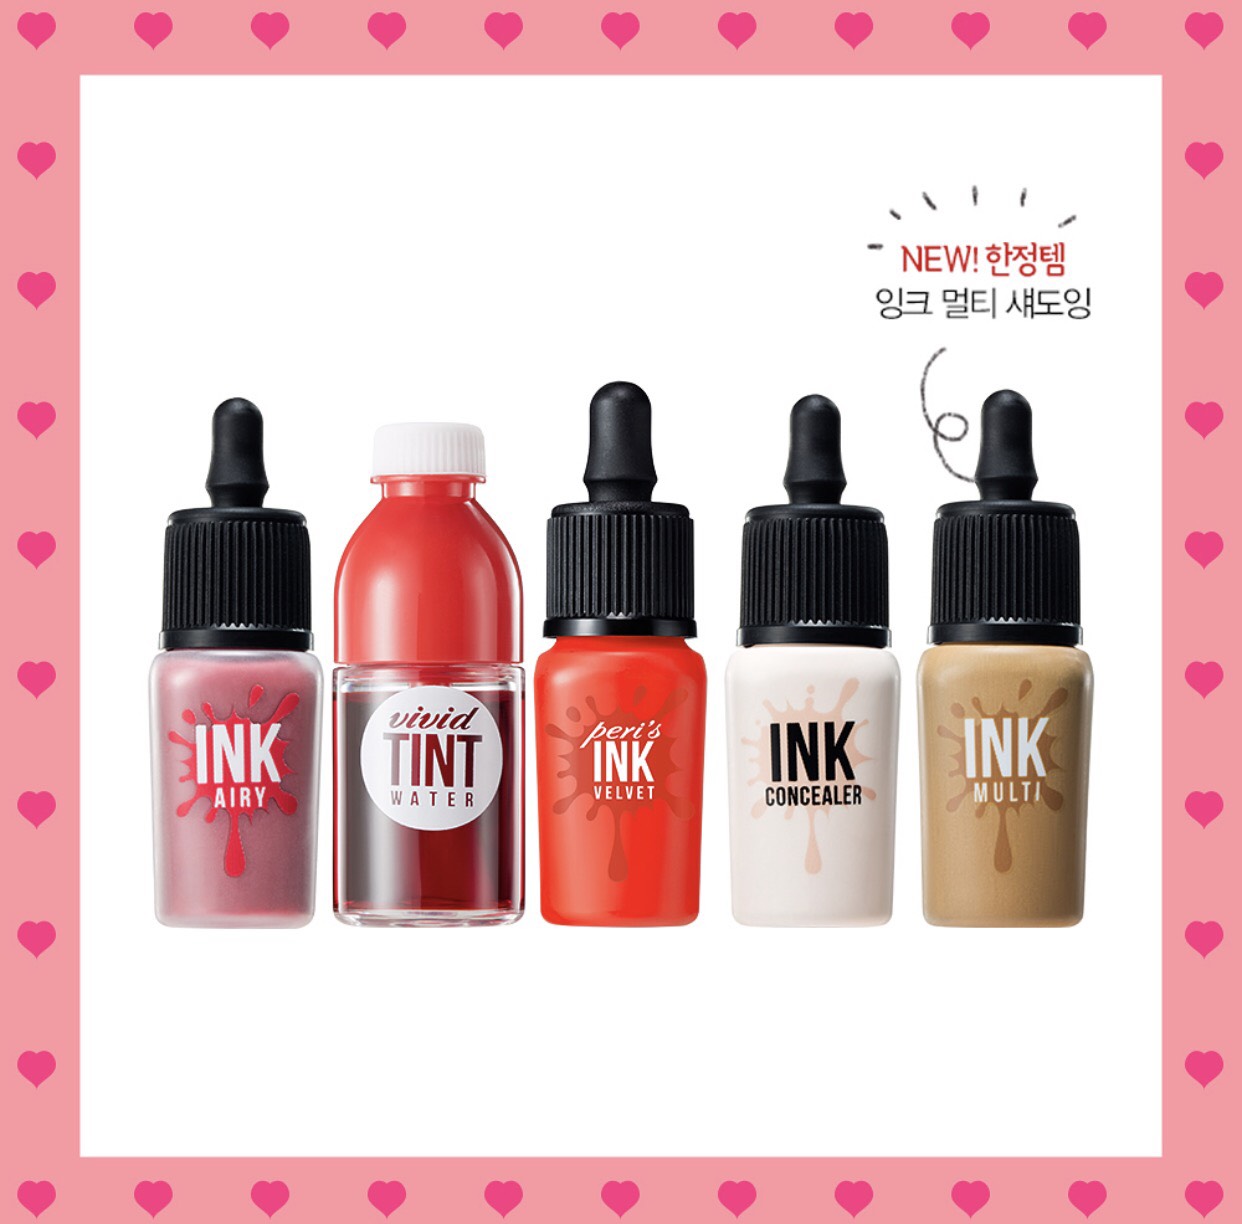 NEW! 한정템
잉크 멀티 섀도잉
INK
AIRY
vivid
TINT
WATER
peri's
INK
VELVET
INK
CONCEALER
INK
MULTI